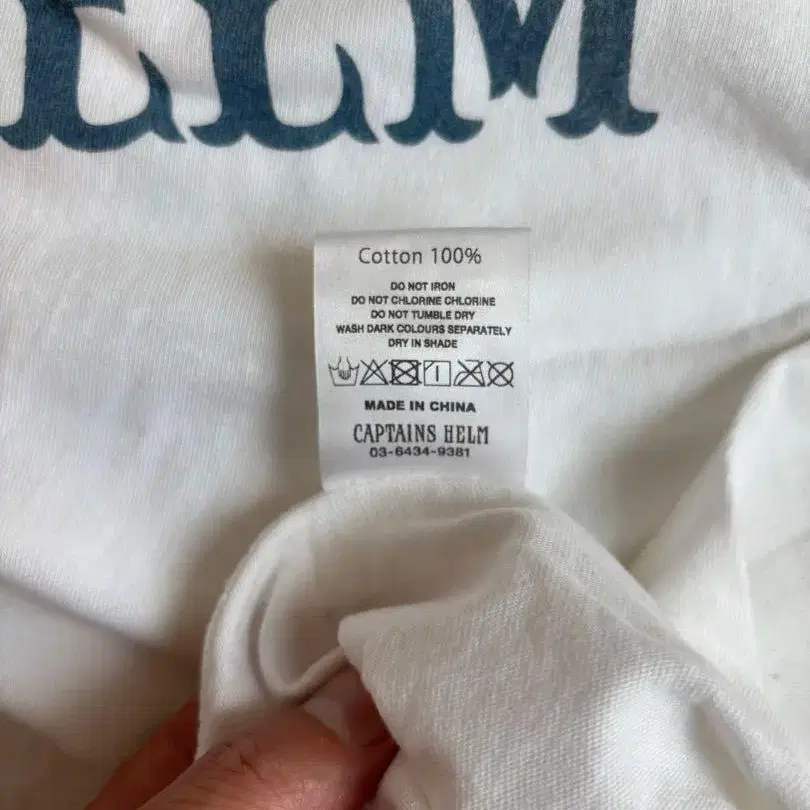 ELM
Cotton 100%
DO NOT IRON
DO NOT CHLORINE CHLORINE
DO NOT TUMBLE DRY
WASH DARK COLOURS SEPARATELY
DRY IN SHADE
MADE IN CHINA
CAPTAINS HELM
03-6434-9381